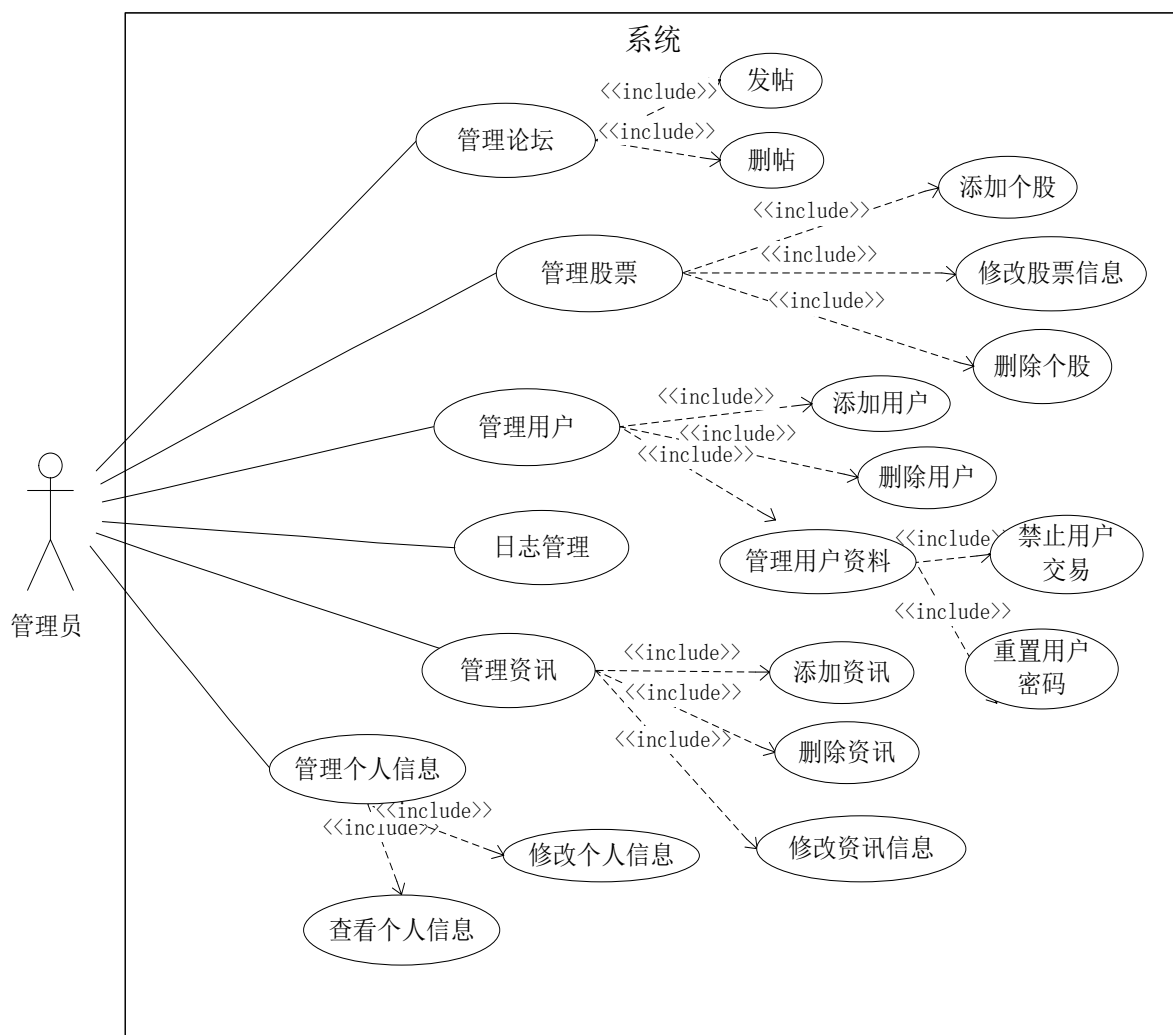 系统
发帖
<<include>>
管理论坛
<<include>>
删帖
添加个股
<<include>>
管理股票
<<include>>
修改股票信息
<<include>>
删除个股
<<include>>
添加用户
管理用户
<<include>>
<<include>>
删除用户
日志管理
<<include>>
禁止用户
交易
管理用户资料
<<include>>
重置用户
密码
管理员
管理资讯
<<include>>
添加资讯
<<include>>
<<include>>
删除资讯
管理个人信息
<<include>>
<<include>>
修改个人信息
修改资讯信息
查看个人信息